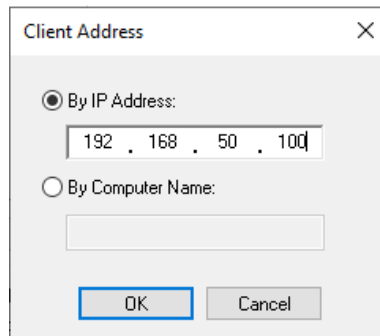 Client Address
By IP Address:
192 . 168 . 50 . 100
By Computer Name:
OK Cancel